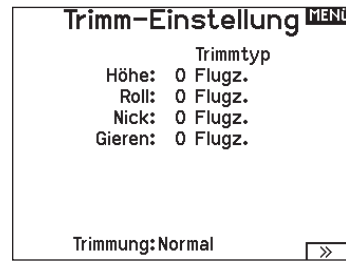 Trimm-Einstellung MENÜ
Trimmtyp
Höhe: 0 Flugz.
Roll: 0 Flugz.
Nick: 0 Flugz.
Gieren: 0 Flugz.
Trimmung:Normal
»